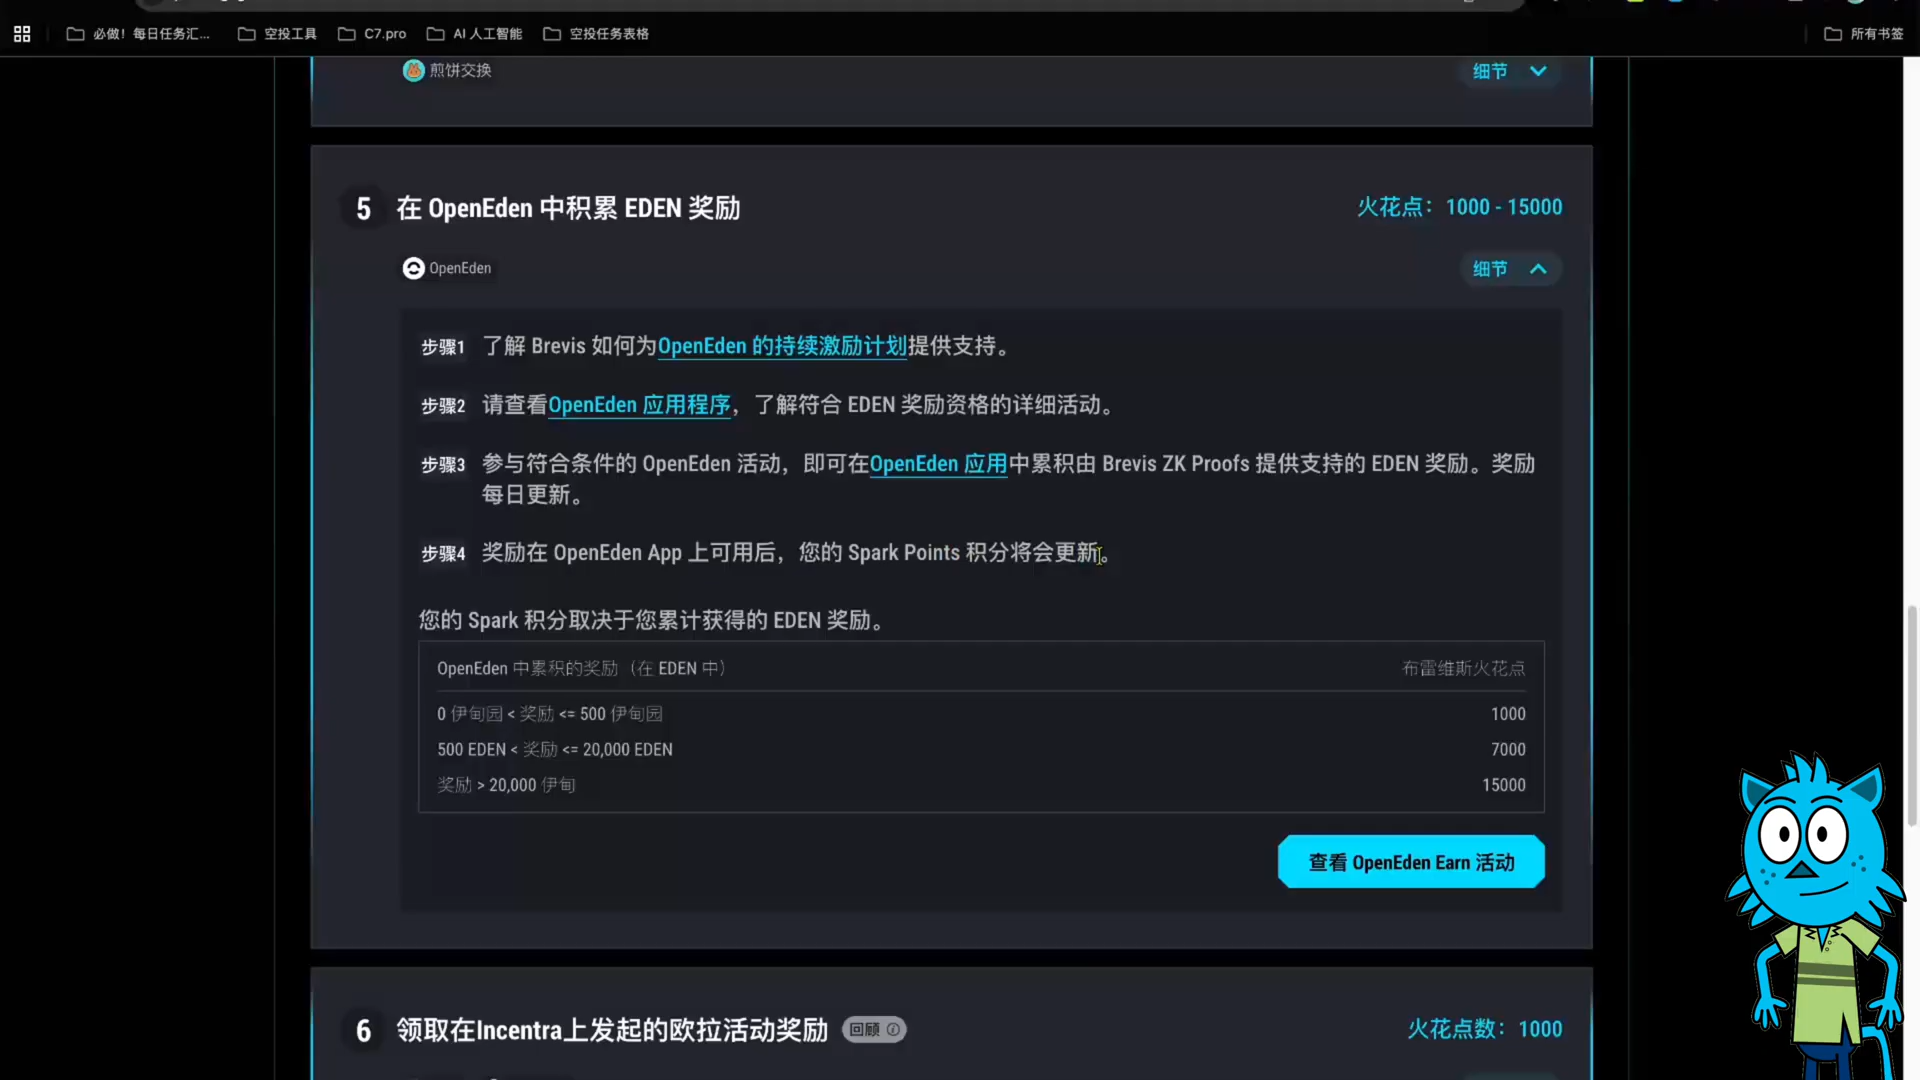 必做！每日任务汇...
空投工具
C7.pro
AI 人工智能
空投任务表格
所有书签
煎饼交换
细节
5
在 OpenEden 中积累 EDEN 奖励
火花点：1000 - 15000
OpenEden
细节
步骤1 了解 Brevis 如何为OpenEden 的持续激励计划提供支持。
步骤2 请查看OpenEden 应用程序，了解符合 EDEN 奖励资格的详细活动。
步骤3 参与符合条件的 OpenEden 活动，即可在OpenEden 应用中累积由 Brevis ZK Proofs 提供支持的 EDEN 奖励。奖励
每日更新。
步骤4 奖励在 OpenEden App 上可用后，您的 Spark Points 积分将会更新。
您的 Spark 积分取决于您累计获得的 EDEN 奖励。
OpenEden 中累积的奖励（在 EDEN 中） 布雷维斯火花点
0 伊甸园 < 奖励 <= 500 伊甸园 1000
500 EDEN < 奖励 <= 20,000 EDEN 7000
奖励 > 20,000 伊甸 15000
查看 OpenEden Earn 活动
6
领取在Incentra上发起的欧拉活动奖励
回顾
火花点数：1000